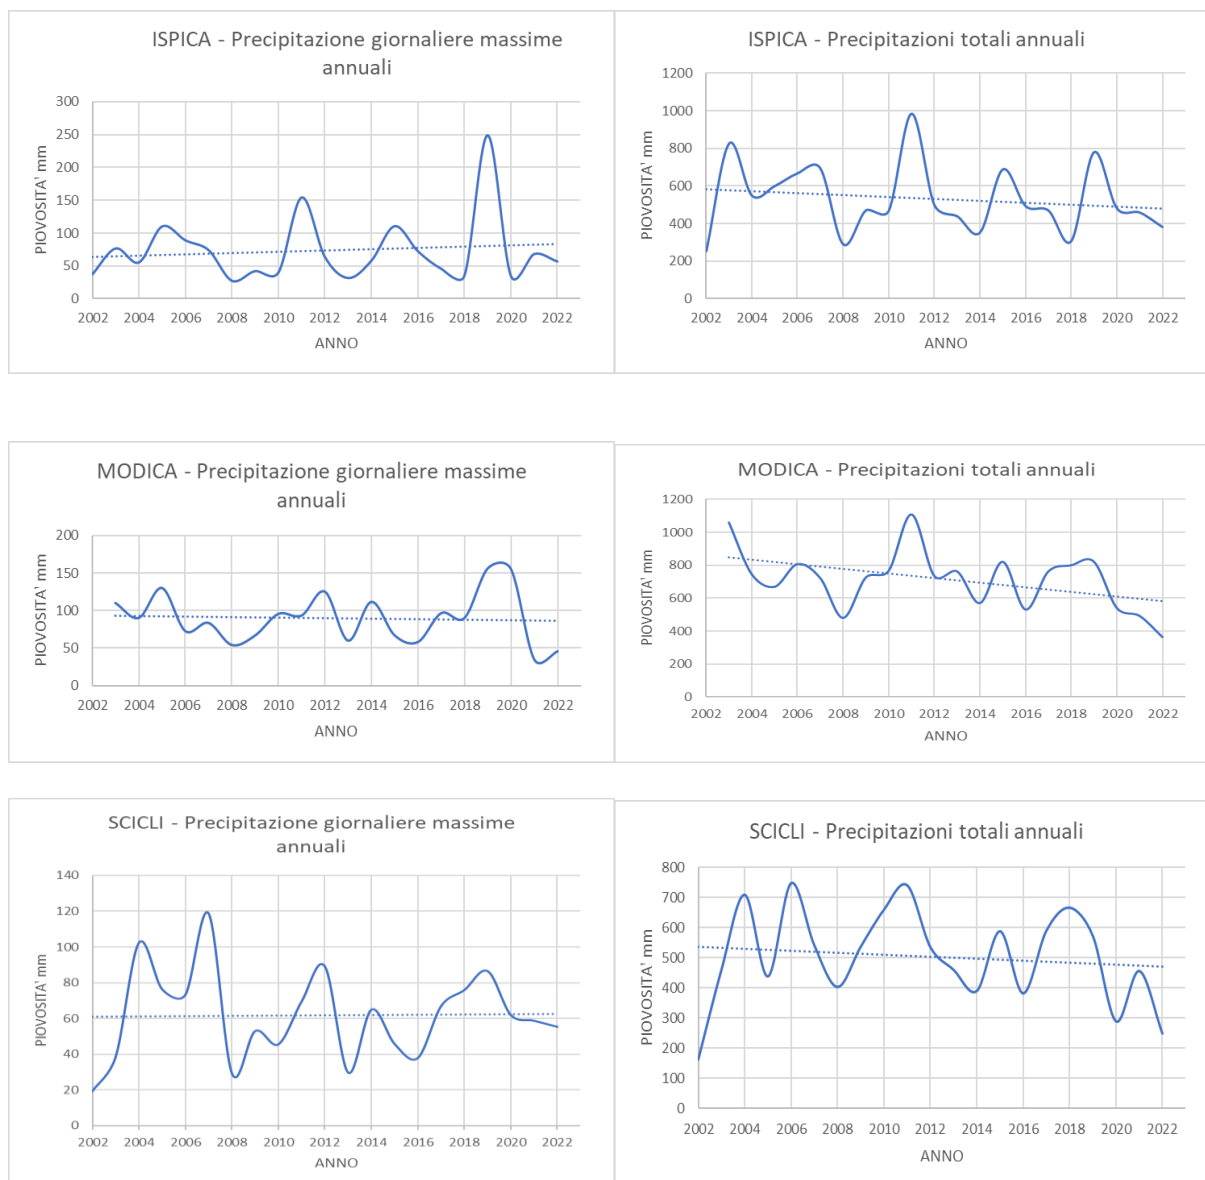 ISPICA - Precipitazione giornaliere massime
annuali
300
250
200
150
100
50
0
PIOVOSITA' mm
2002 2004 2006 2008 2010 2012 2014 2016 2018 2020 2022
ANNO
ISPICA - Precipitazioni totali annuali
1200
1000
800
600
400
200
0
PIOVOSITA' mm
2002 2004 2006 2008 2010 2012 2014 2016 2018 2020 2022
ANNO
MODICA - Precipitazione giornaliere massime
annuali
200
150
100
50
0
PIOVOSITA' mm
2002 2004 2006 2008 2010 2012 2014 2016 2018 2020 2022
ANNO
MODICA - Precipitazioni totali annuali
1200
1000
800
600
400
200
0
PIOVOSITA' mm
2002 2004 2006 2008 2010 2012 2014 2016 2018 2020 2022
ANNO
SCICLI - Precipitazione giornaliere massime
annuali
140
120
100
80
60
40
20
0
PIOVOSITA' mm
2002 2004 2006 2008 2010 2012 2014 2016 2018 2020 2022
ANNO
SCICLI - Precipitazioni totali annuali
800
700
600
500
400
300
200
100
0
PIOVOSITA' mm
2002 2004 2006 2008 2010 2012 2014 2016 2018 2020 2022
ANNO